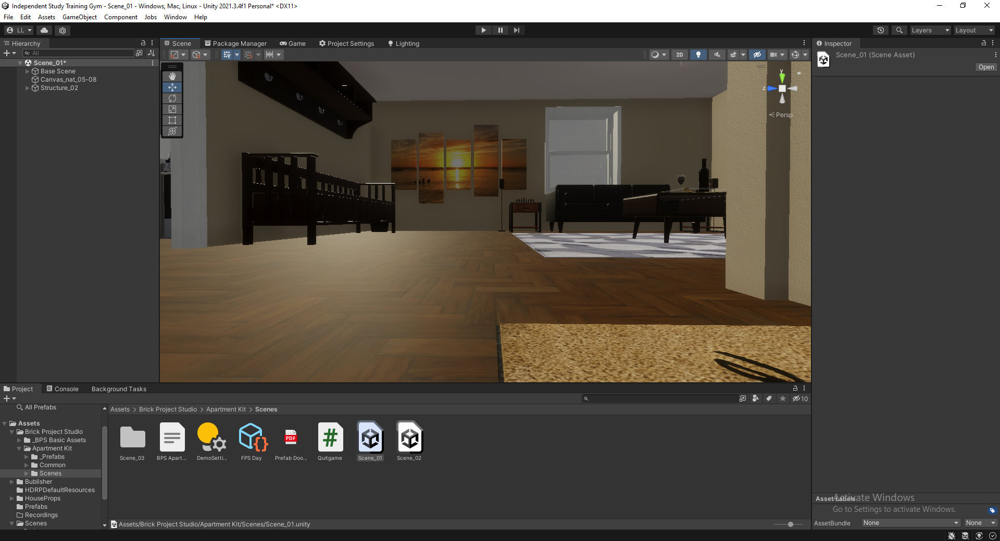 Independent Study Training Gym - Scene_01 - Windows, Mac, Linux - Unity 2021.3.4f1 Personal* <DX11>
File Edit Assets GameObject Component Jobs Window Help
LL
Layers Layout
Hierarchy
Scene Package Manager Game Project Settings Lighting
Inspector
All
2D
Scene_01 (Scene Asset)
Open
Scene_01*
Base Scene
Canvas_nat_05-08
Structure_02
y
z
Persp
Project Console Background Tasks
10
All Prefabs
Assets
Brick Project Studio
_BPS Basic Assets
Apartment Kit
_Prefabs
Common
Scenes
Bublisher
HDRPDefaultResources
HouseProps
Prefabs
Recordings
Scenes
Assets > Brick Project Studio > Apartment Kit > Scenes
PDF
#
Scene_03 BPS Apart... DemoSetti... FPS Day Prefab Doo... Quitgame Scene_01 Scene_02
Assets/Brick Project Studio/Apartment Kit/Scenes/Scene_01.unity
Asset Labels
Activate Windows
Go to Settings to activate Windows.
AssetBundle None None